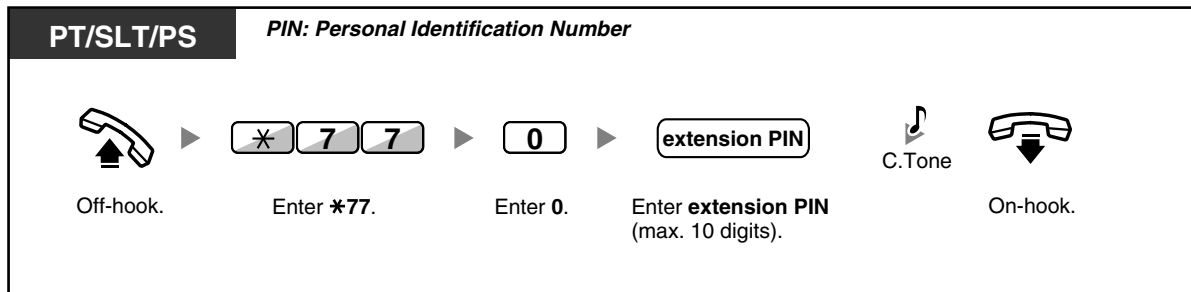 PT/SLT/PS
PIN: Personal Identification Number
✳ 7 7
0
extension PIN
C.Tone
Off-hook.
Enter ✳77.
Enter 0.
Enter extension PIN
(max. 10 digits).
On-hook.